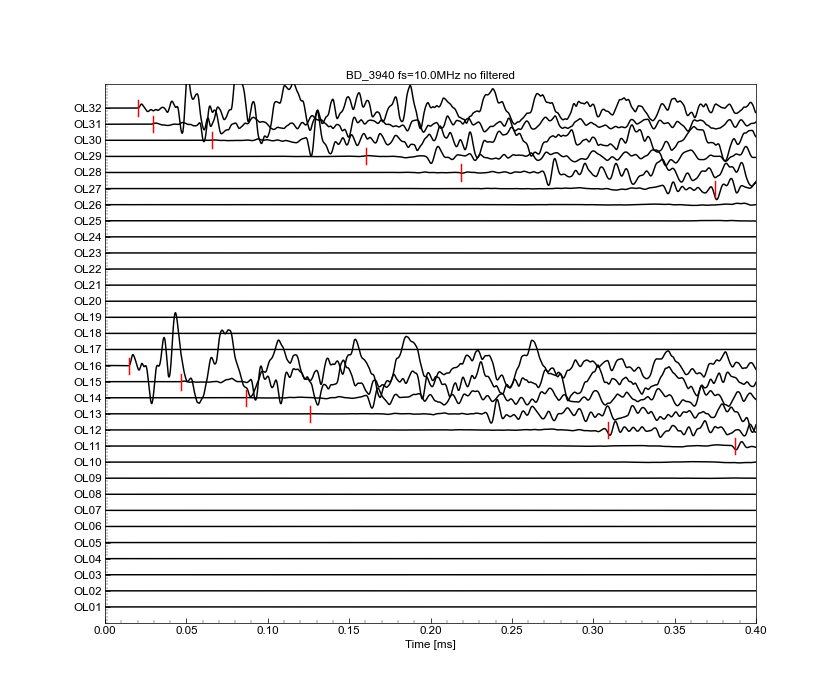 BD_3940 fs=10.0MHz no filtered
OL32
OL31
OL30
OL29
OL28
OL27
OL26
OL25
OL24
OL23
OL22
OL21
OL20
OL19
OL18
OL17
OL16
OL15
OL14
OL13
OL12
OL11
OL10
OL09
OL08
OL07
OL06
OL05
OL04
OL03
OL02
OL01
0.00 0.05 0.10 0.15 0.20 0.25 0.30 0.35 0.40
Time [ms]